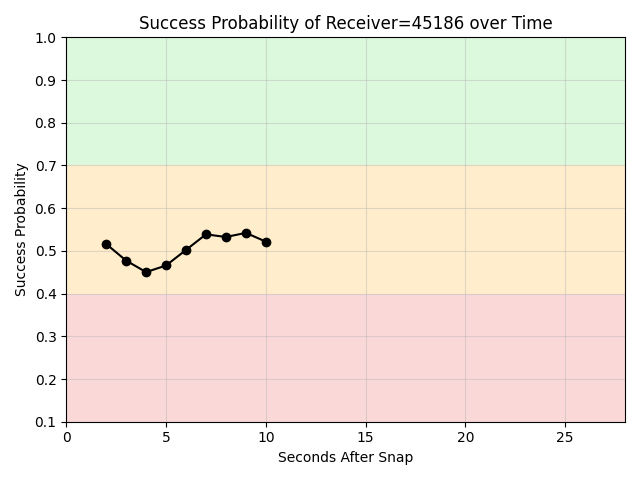 Success Probability of Receiver=45186 over Time
1.0
0.9
0.8
0.7
0.6
0.5
0.4
0.3
0.2
0.1
Success Probability
0 5 10 15 20 25
Seconds After Snap